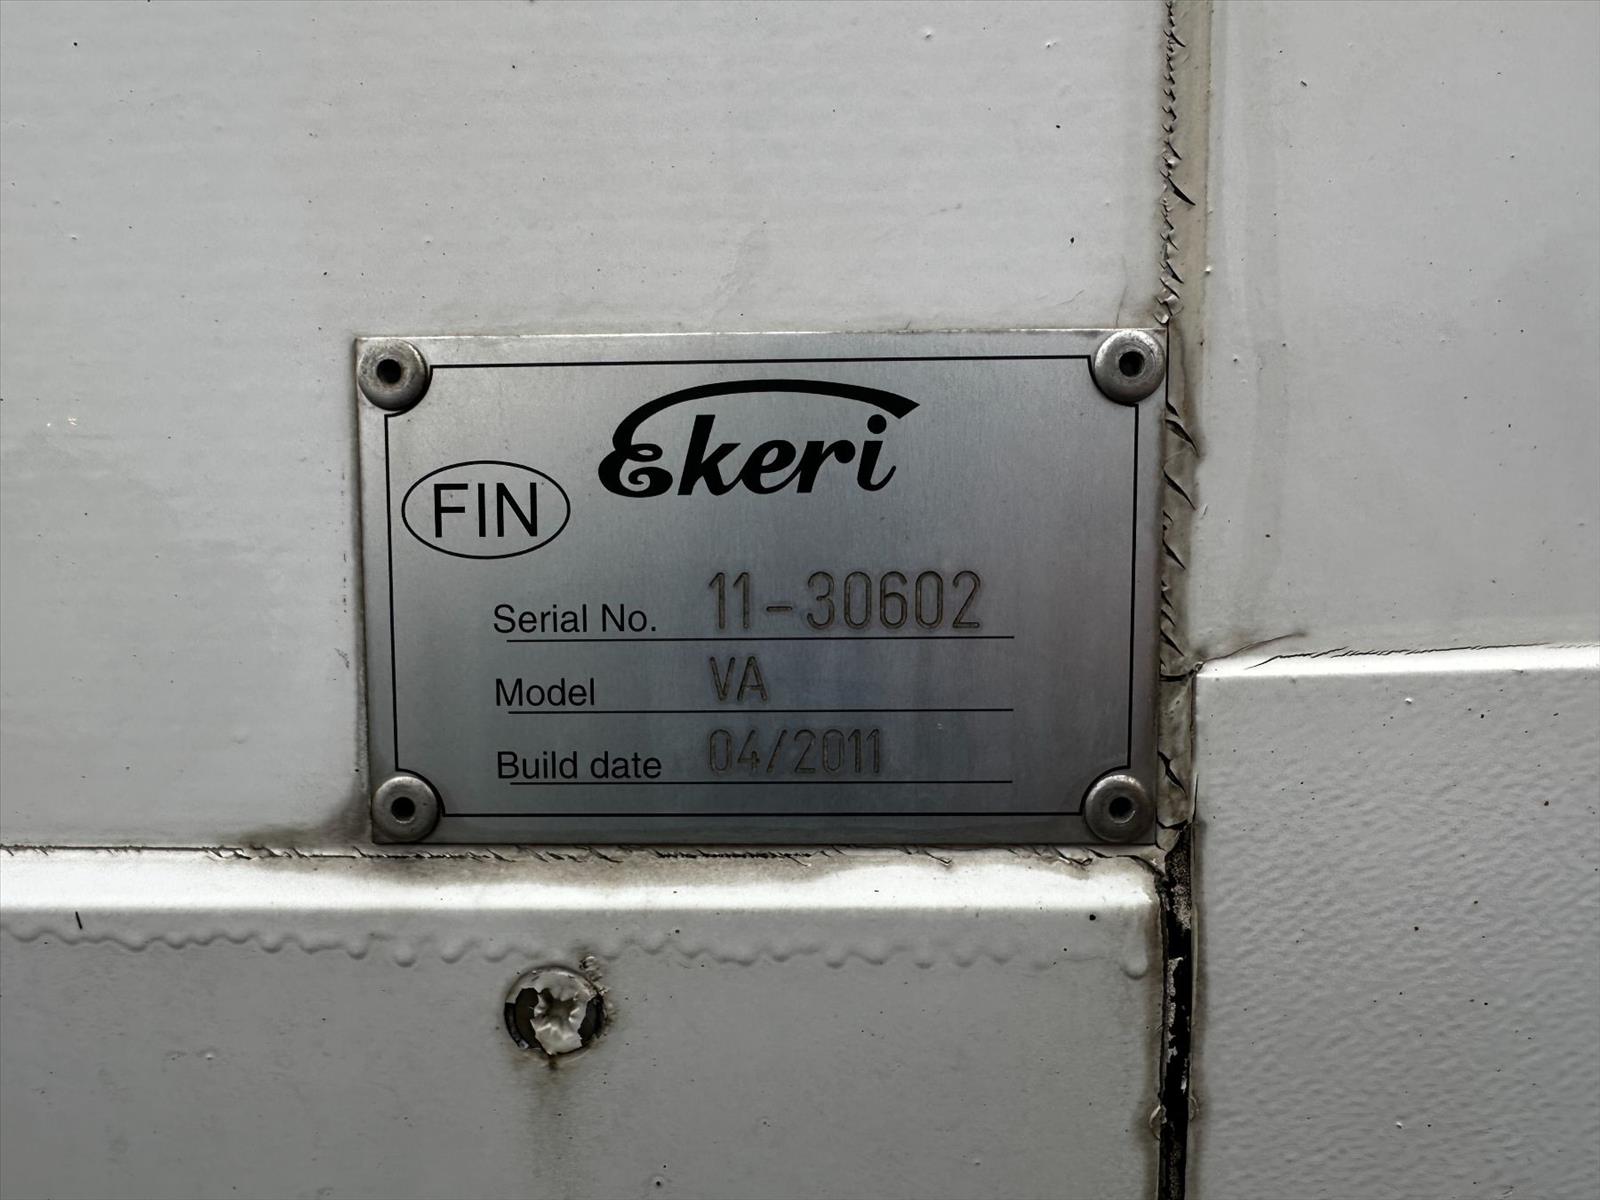 Ekeri
FIN
Serial No. 11-30602
Model VA
Build date 04/2011